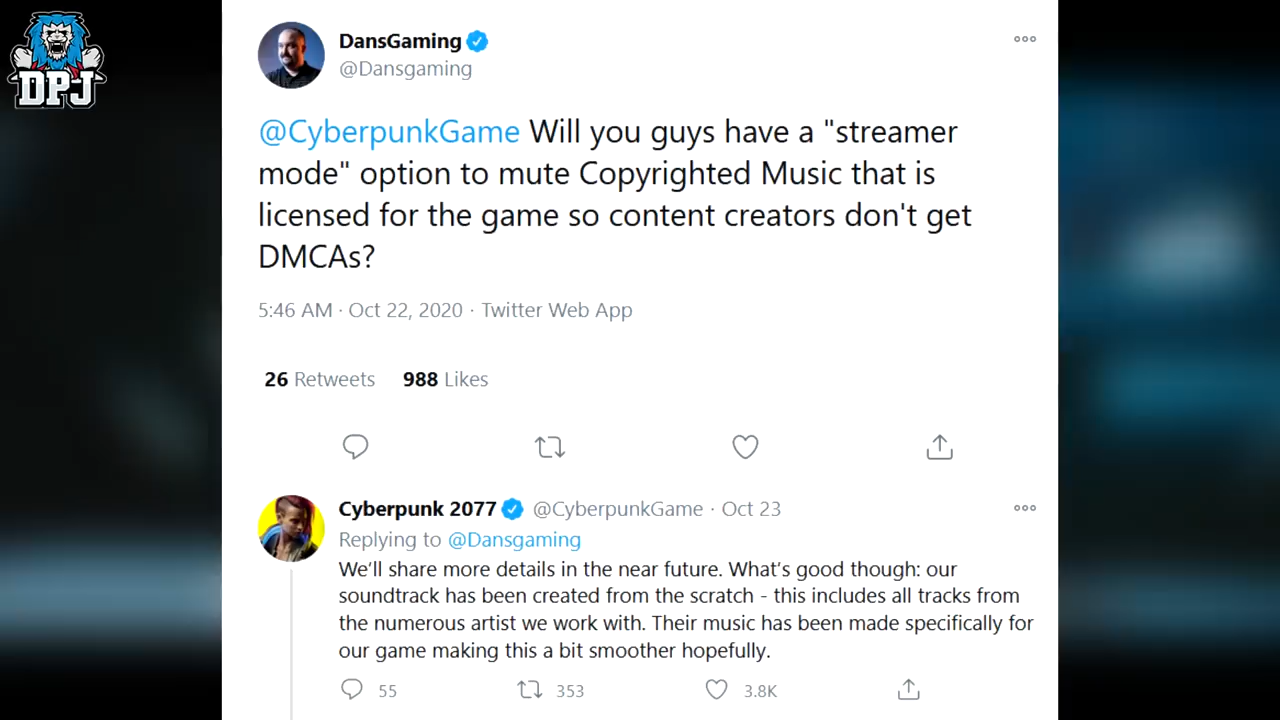 DPJ
DansGaming
@Dansgaming
@CyberpunkGame Will you guys have a "streamer
mode" option to mute Copyrighted Music that is
licensed for the game so content creators don't get
DMCAs?
5:46 AM · Oct 22, 2020 · Twitter Web App
26 Retweets 988 Likes
Cyberpunk 2077 @CyberpunkGame · Oct 23
Replying to @Dansgaming
We'll share more details in the near future. What's good though: our
soundtrack has been created from the scratch - this includes all tracks from
the numerous artist we work with. Their music has been made specifically for
our game making this a bit smoother hopefully.
55 353 3.8K